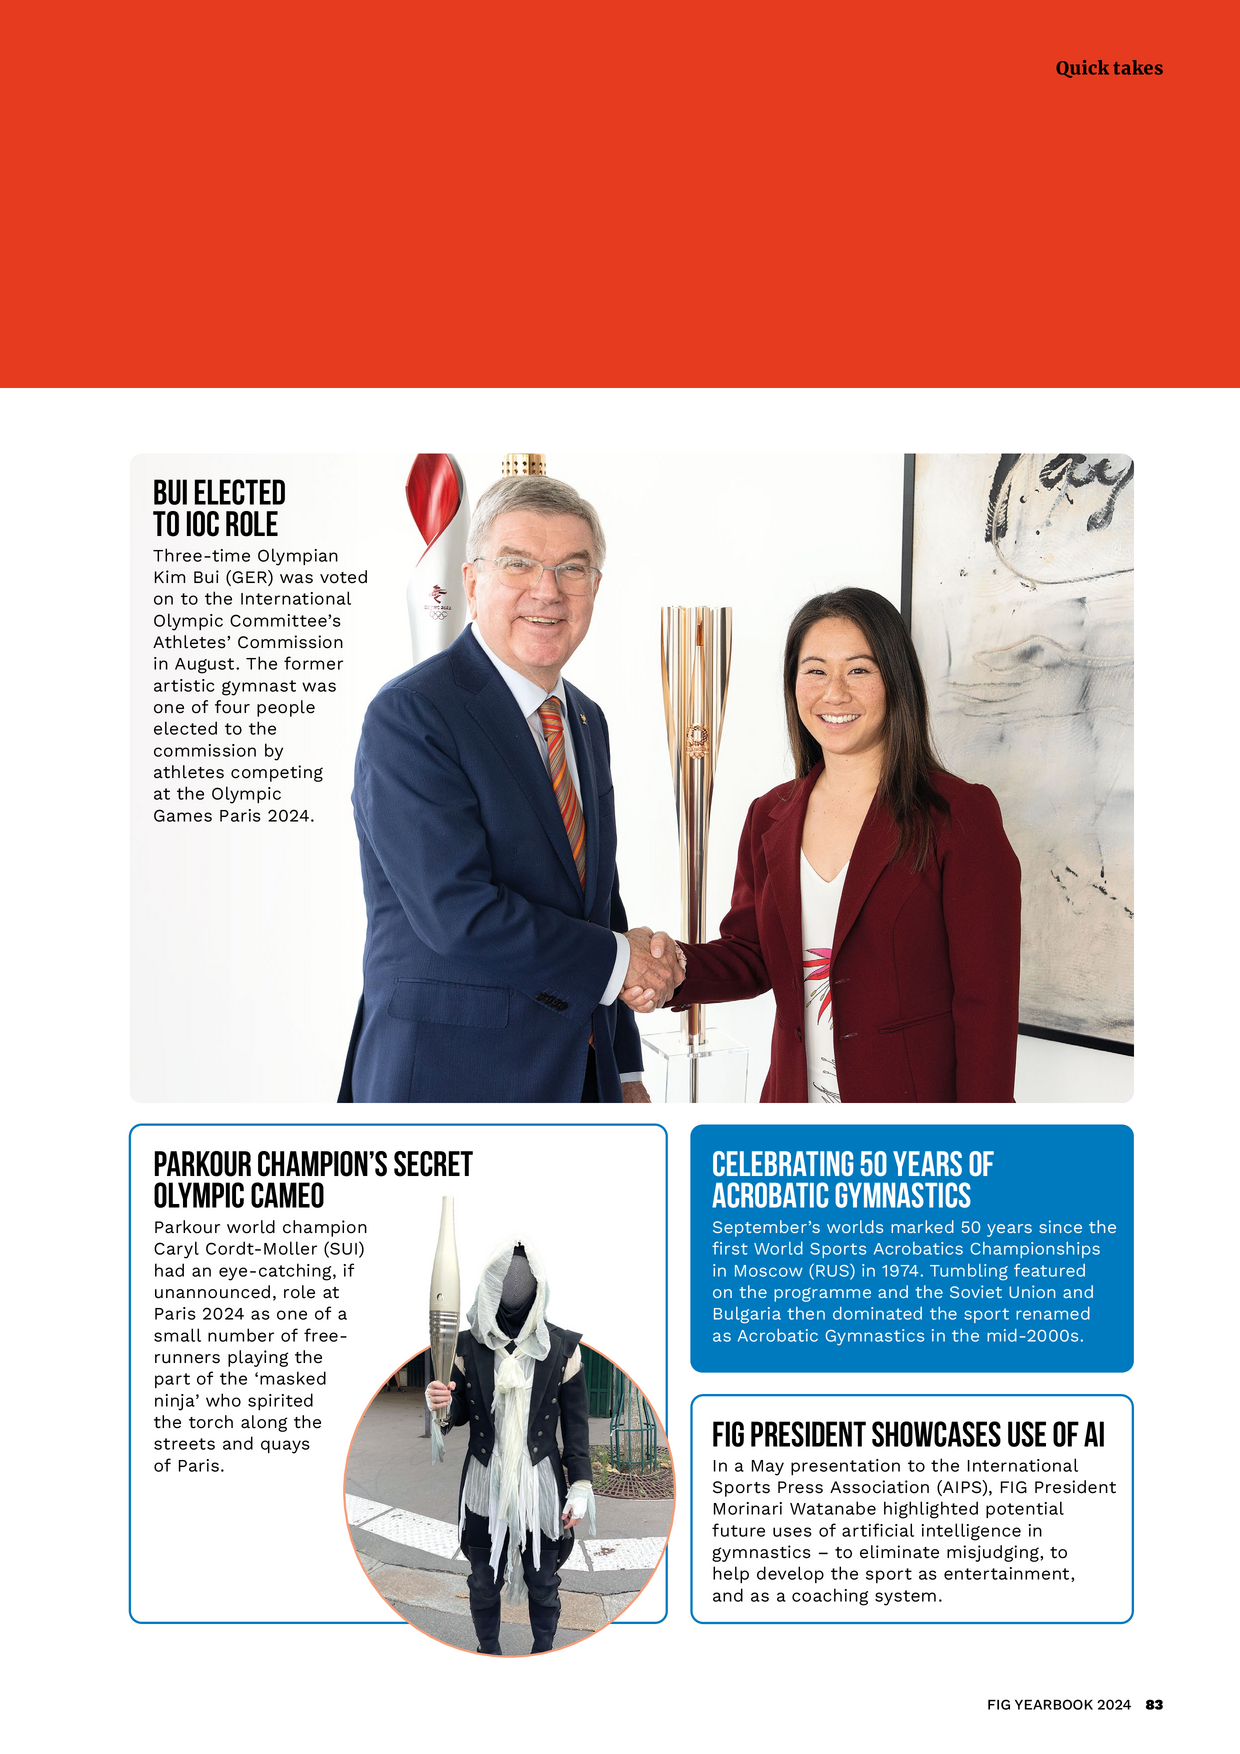 Quick takes
BUI ELECTED
TO IOC ROLE
Three-time Olympian
Kim Bui (GER) was voted
on to the International
Olympic Committee's
Athletes' Commission
in August. The former
artistic gymnast was
one of four people
elected to the
commission by
athletes competing
at the Olympic
Games Paris 2024.
PARKOUR CHAMPION'S SECRET
OLYMPIC CAMEO
Parkour world champion
Caryl Cordt-Moller (SUI)
had an eye-catching, if
unannounced, role at
Paris 2024 as one of a
small number of free-
runners playing the
part of the ‘masked
ninja’ who spirited
the torch along the
streets and quays
of Paris.
CELEBRATING 50 YEARS OF
ACROBATIC GYMNASTICS
September's worlds marked 50 years since the
first World Sports Acrobatics Championships
in Moscow (RUS) in 1974. Tumbling featured
on the programme and the Soviet Union and
Bulgaria then dominated the sport renamed
as Acrobatic Gymnastics in the mid-2000s.
FIG PRESIDENT SHOWCASES USE OF AI
In a May presentation to the International
Sports Press Association (AIPS), FIG President
Morinari Watanabe highlighted potential
future uses of artificial intelligence in
gymnastics – to eliminate misjudging, to
help develop the sport as entertainment,
and as a coaching system.
FIG YEARBOOK 2024 83